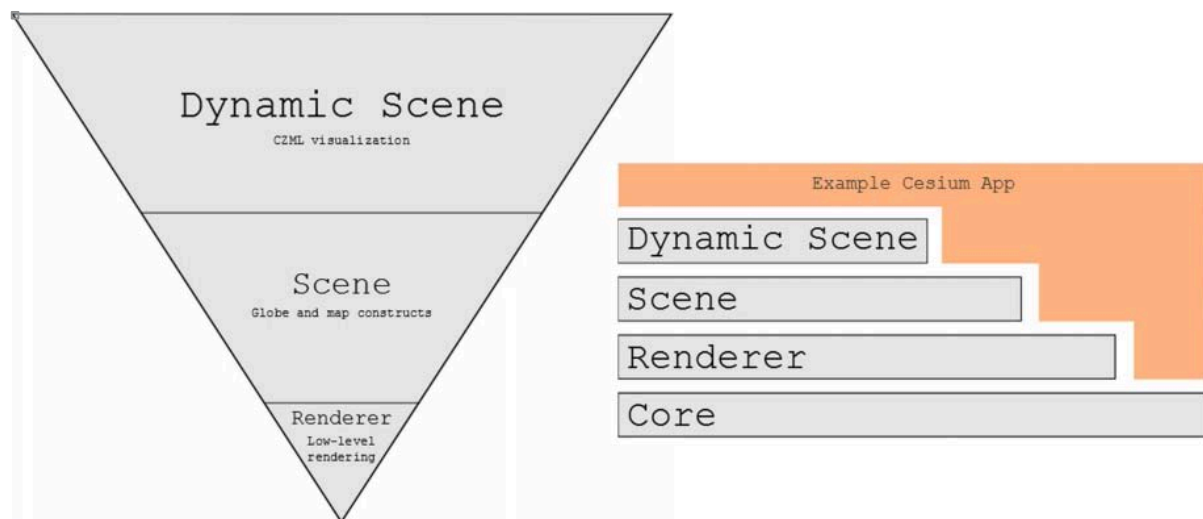 Dynamic Scene
CZML visualization
Scene
Globe and map constructs
Renderer
Low-level
rendering
Example Cesium App
Dynamic Scene
Scene
Renderer
Core